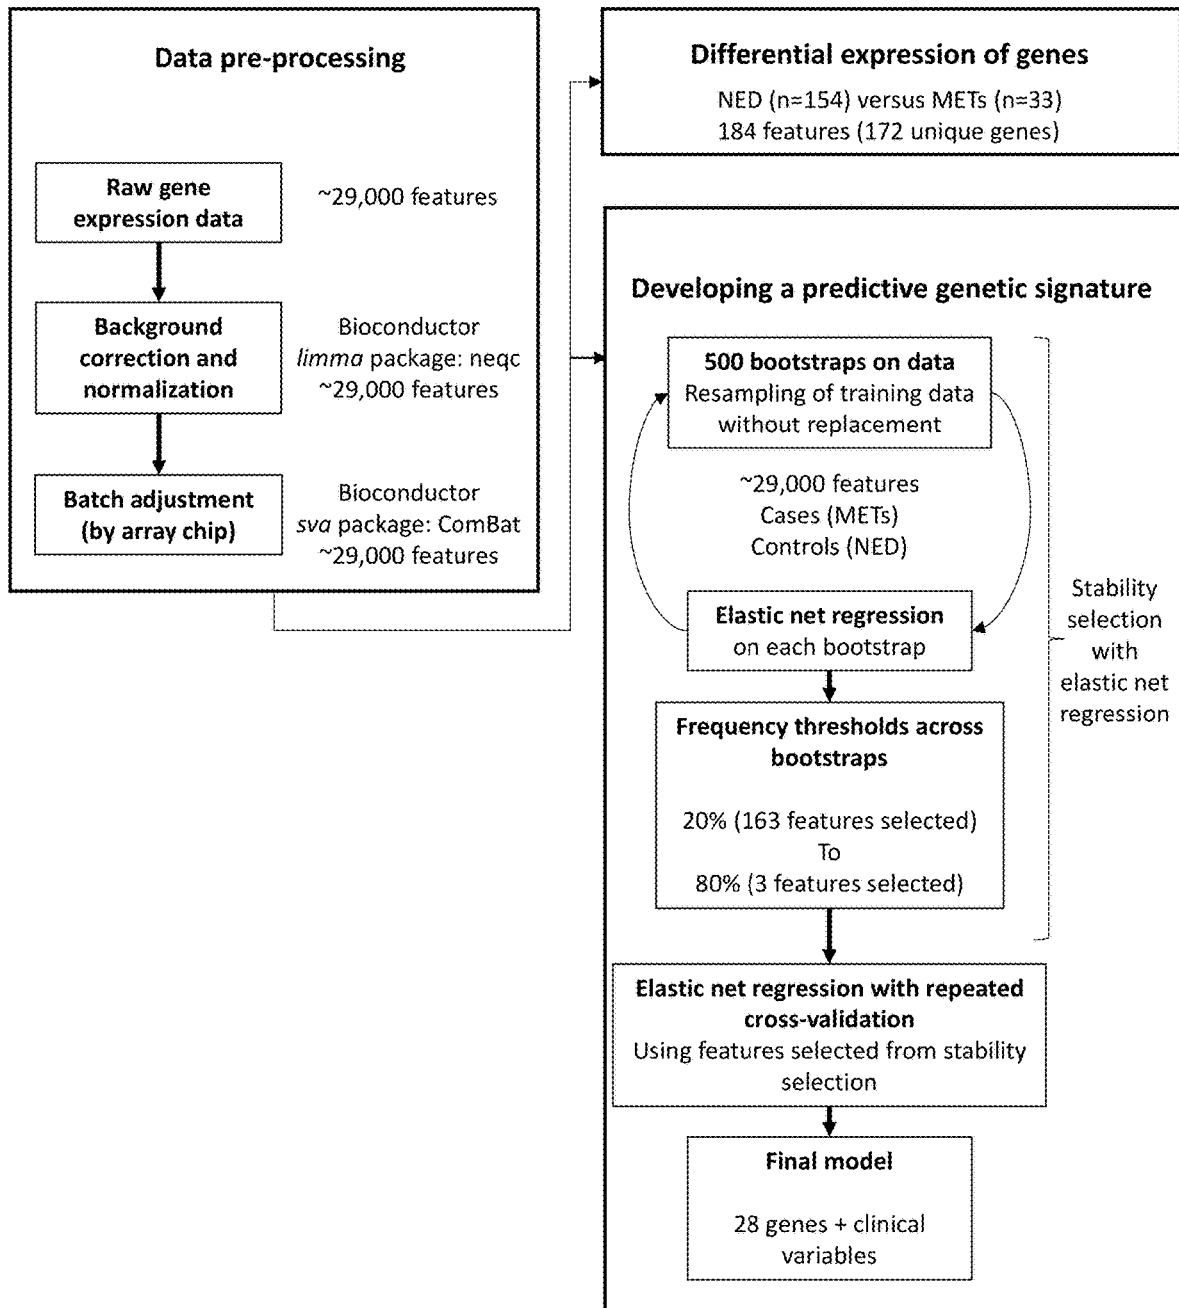 Data pre-processing
Raw gene
expression data
~29,000 features
Background
correction and
normalization
Bioconductor
limma package: neqc
~29,000 features
Batch adjustment
(by array chip)
Bioconductor
sva package: ComBat
~29,000 features
Differential expression of genes
NED (n=154) versus METs (n=33)
184 features (172 unique genes)
Developing a predictive genetic signature
500 bootstraps on data
Resampling of training data
without replacement
~29,000 features
Cases (METs)
Controls (NED)
Elastic net regression
on each bootstrap
Frequency thresholds across
bootstraps
20% (163 features selected)
To
80% (3 features selected)
Stability
selection
with
elastic net
regression
Elastic net regression with repeated
cross-validation
Using features selected from stability
selection
Final model
28 genes + clinical
variables